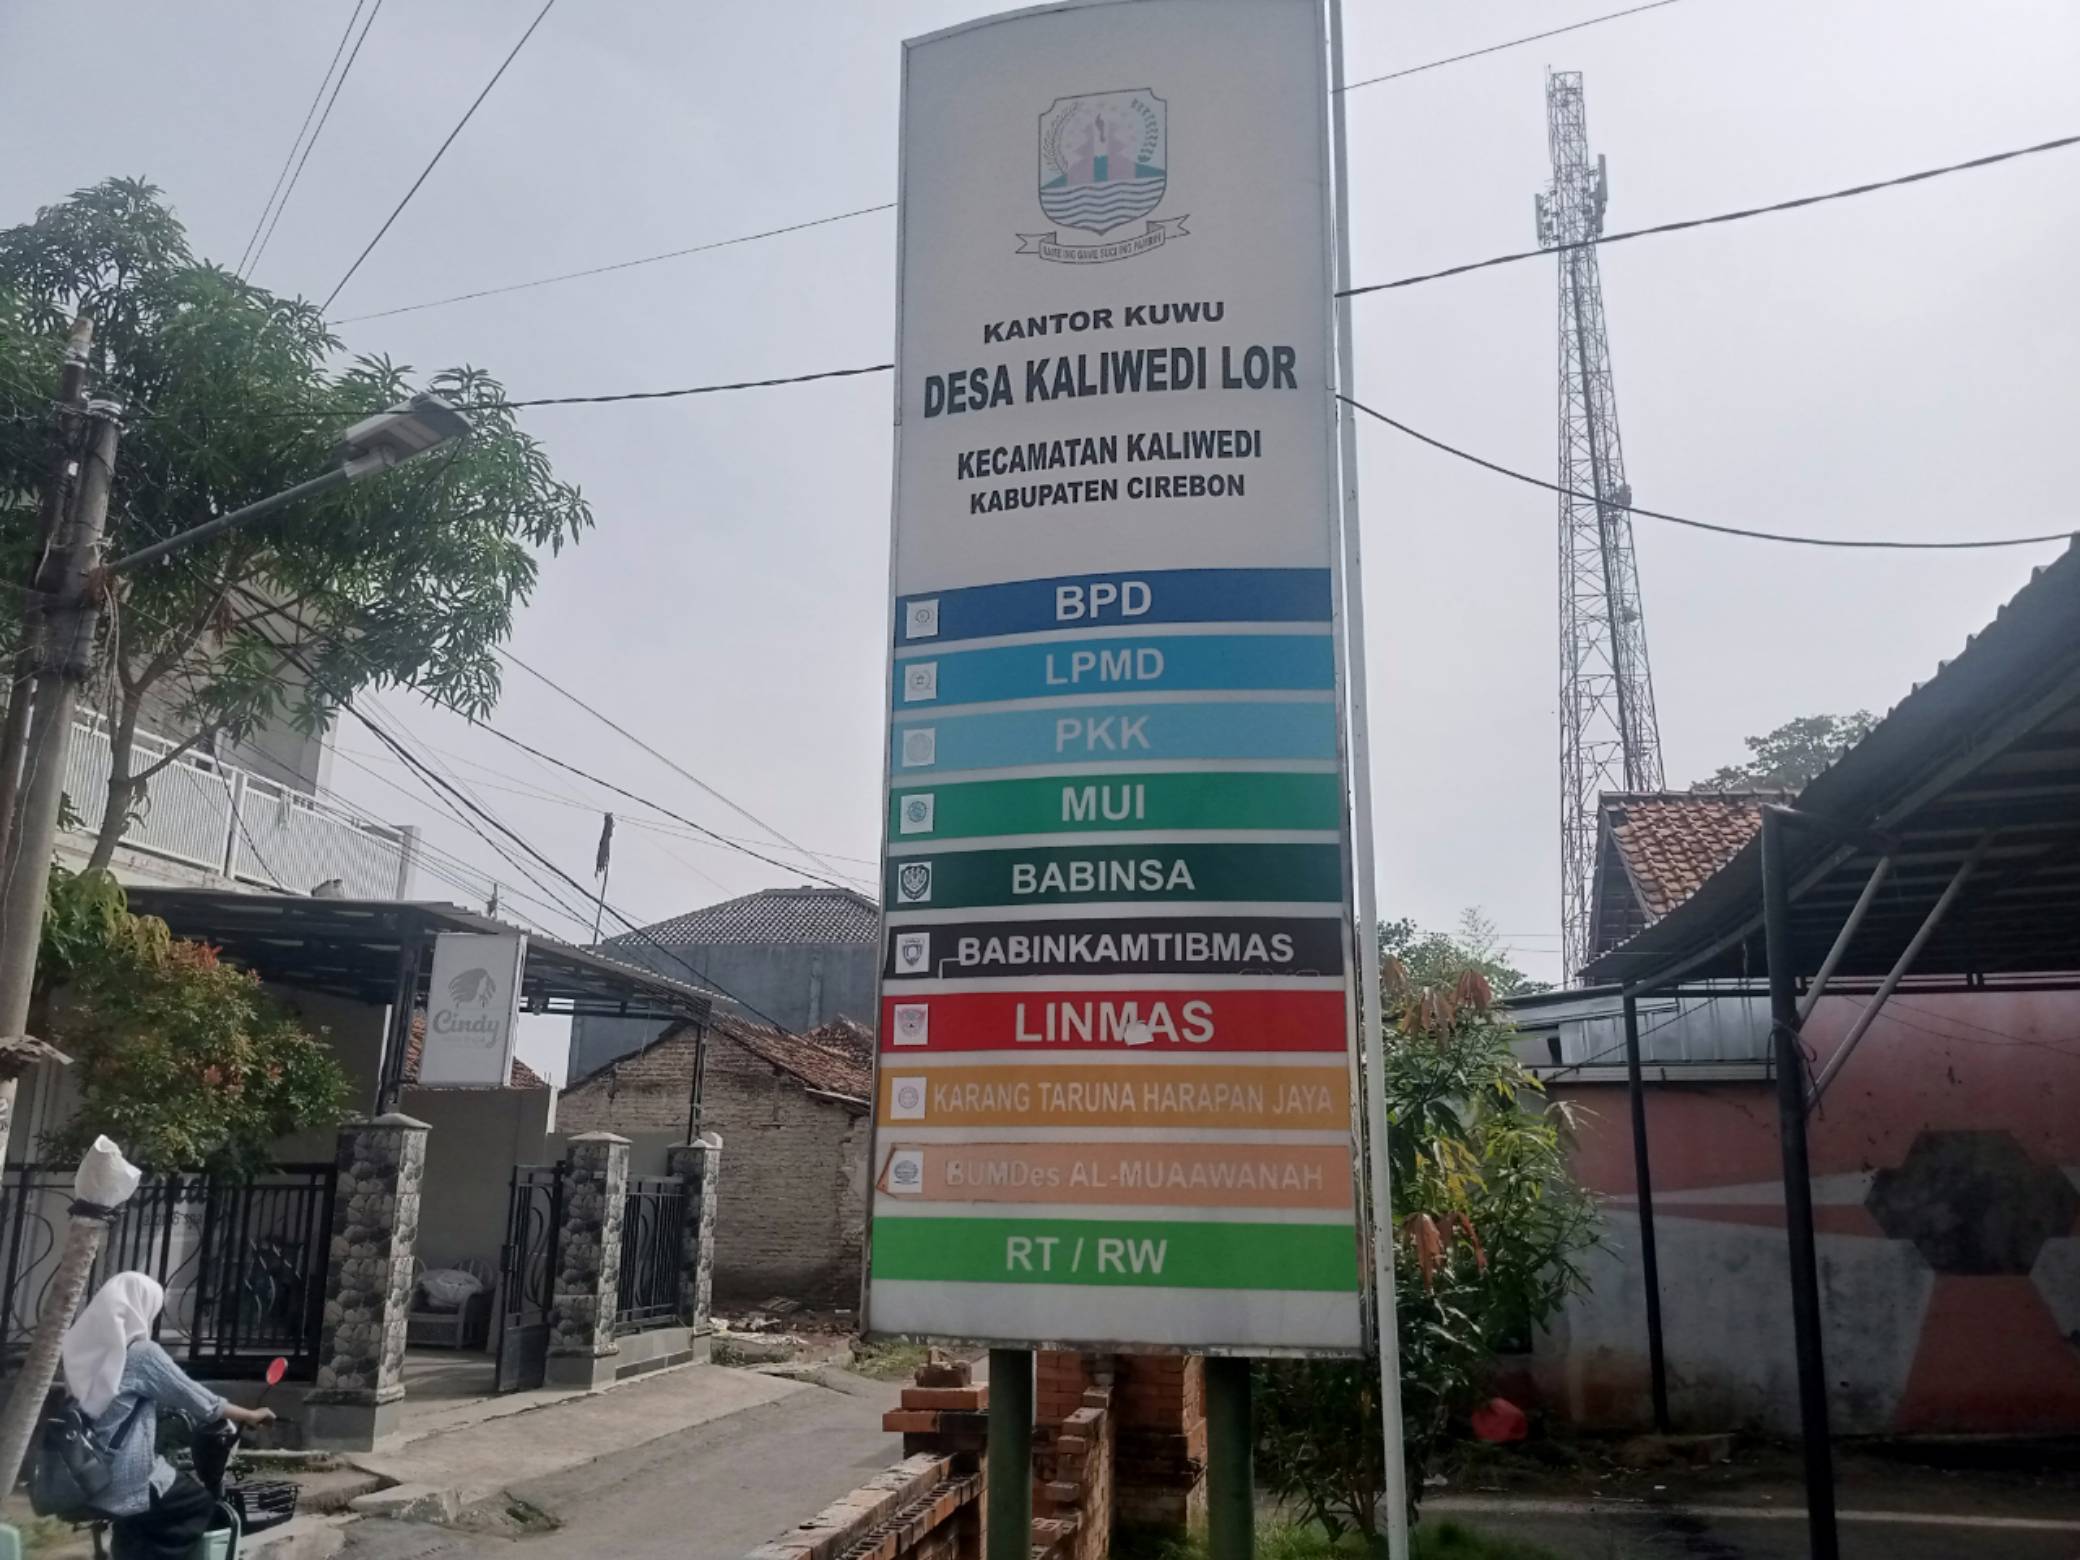 KANTOR KUWU
DESA KALIWEDI LOR
KECAMATAN KALIWEDI
KABUPATEN CIREBON
BPD
LPMD
PKK
MUI
BABINSA
BABINKAMTIBMAS
LINMAS
KARANG TARUNA HARAPAN JAYA
BUMDes AL-MUAAWANAH
RT / RW
Cindy